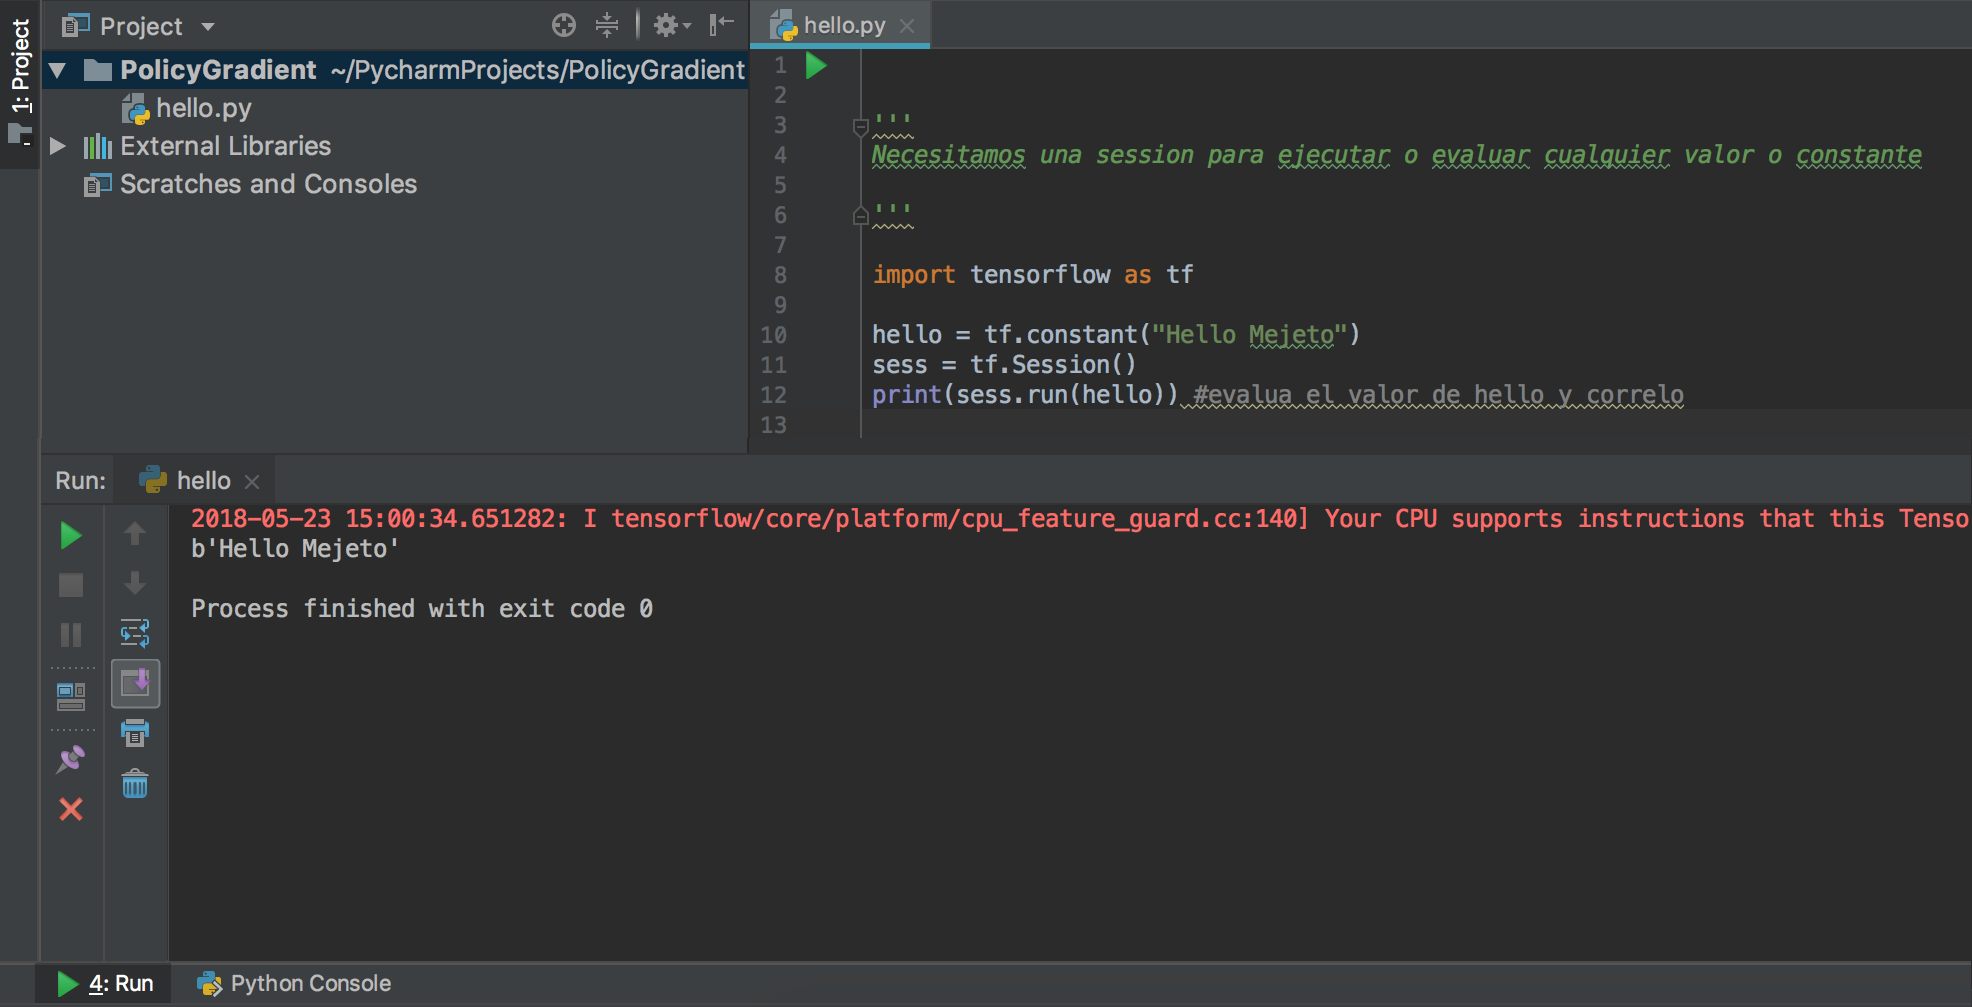 1: Project
Project
PolicyGradient ~/PycharmProjects/PolicyGradient
hello.py
External Libraries
Scratches and Consoles
hello.py
1
2
3 '''
4 Necesitamos una session para ejecutar o evaluar cualquier valor o constante
5
6 '''
7
8 import tensorflow as tf
9
10 hello = tf.constant("Hello Mejeto")
11 sess = tf.Session()
12 print(sess.run(hello)) #evalua el valor de hello y correlo
13
Run: hello
2018-05-23 15:00:34.651282: I tensorflow/core/platform/cpu_feature_guard.cc:140] Your CPU supports instructions that this Tenso
b'Hello Mejeto'
Process finished with exit code 0
4: Run Python Console